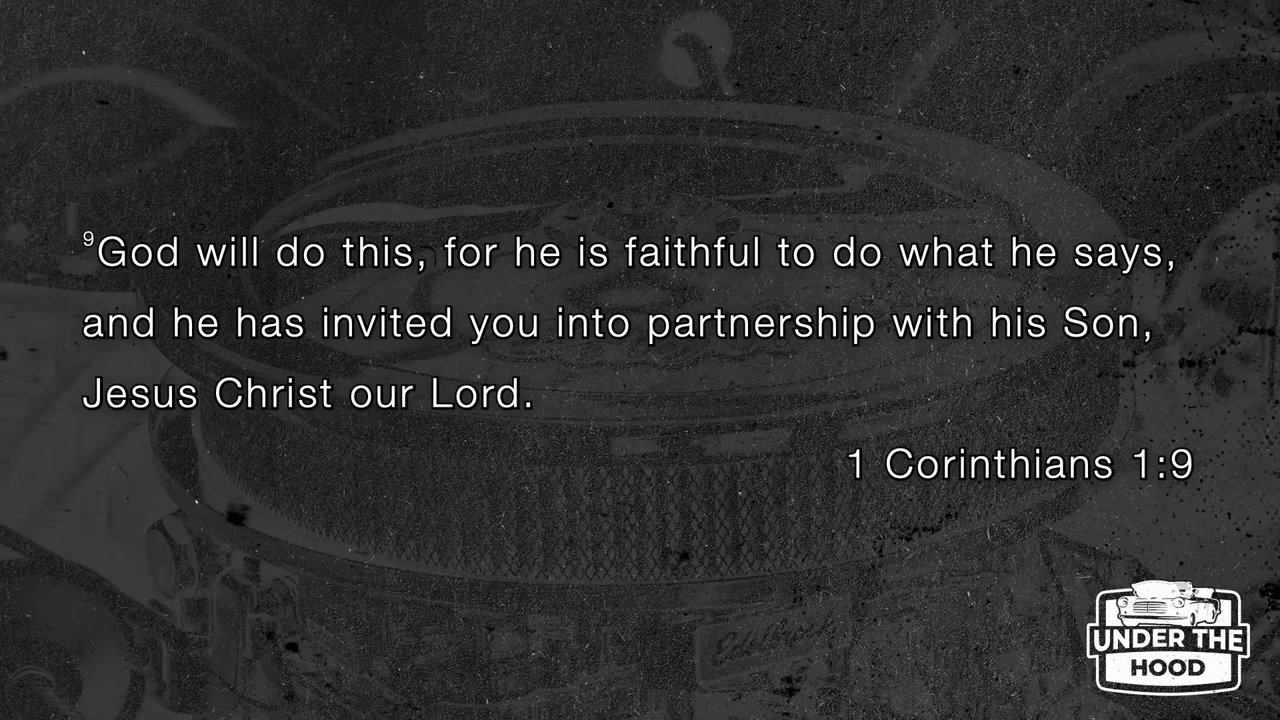 ⁹God will do this, for he is faithful to do what he says,
and he has invited you into partnership with his Son,
Jesus Christ our Lord.
1 Corinthians 1:9
UNDER THE
HOOD